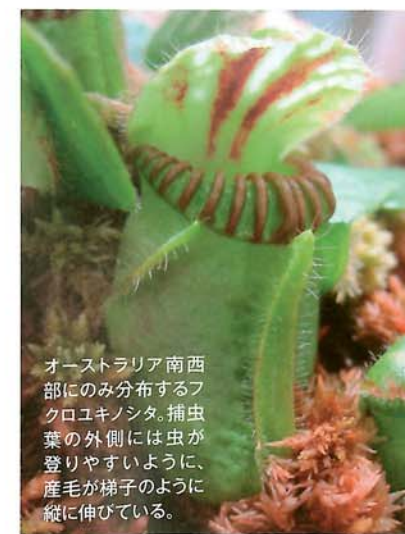 オーストラリア南西
部にのみ分布するフ
クロユキノシタ。捕虫
葉の外側には虫が
登りやすいように、
産毛が梯子のように
縦に伸びている。